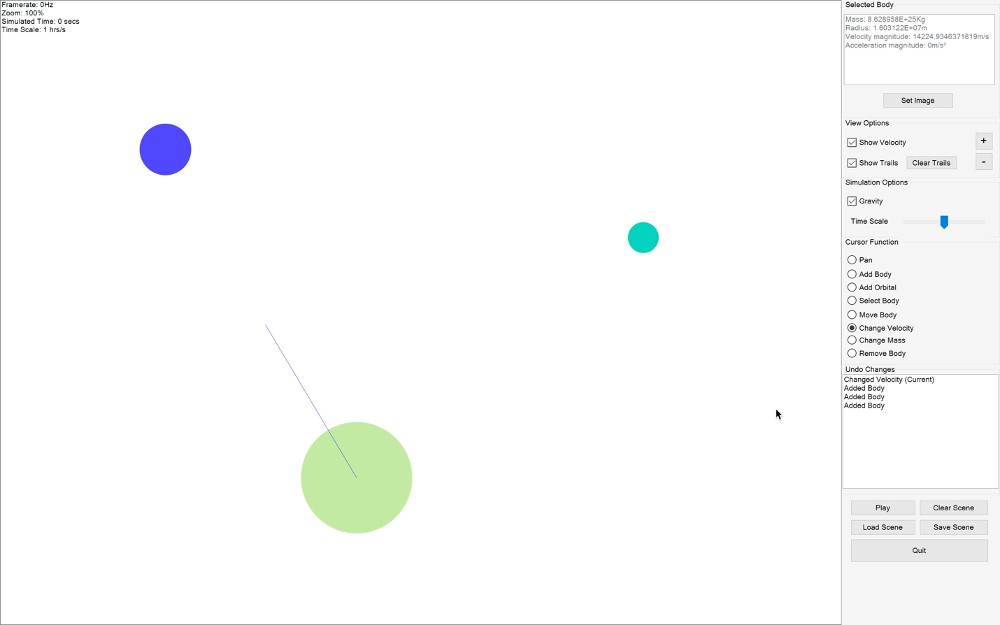 Framerate: 0Hz
Zoom: 100%
Simulated Time: 0 secs
Time Scale: 1 hrs/s
Selected Body
Mass: 8.628958E+25Kg
Radius: 1.603122E+07m
Velocity magnitude: 14224.9346371819m/s
Acceleration magnitude: 0m/s²
Set Image
View Options
Show Velocity +
Show Trails Clear Trails -
Simulation Options
Gravity
Time Scale
Cursor Function
Pan
Add Body
Add Orbital
Select Body
Move Body
Change Velocity
Change Mass
Remove Body
Undo Changes
Changed Velocity (Current)
Added Body
Added Body
Added Body
Play Clear Scene
Load Scene Save Scene
Quit